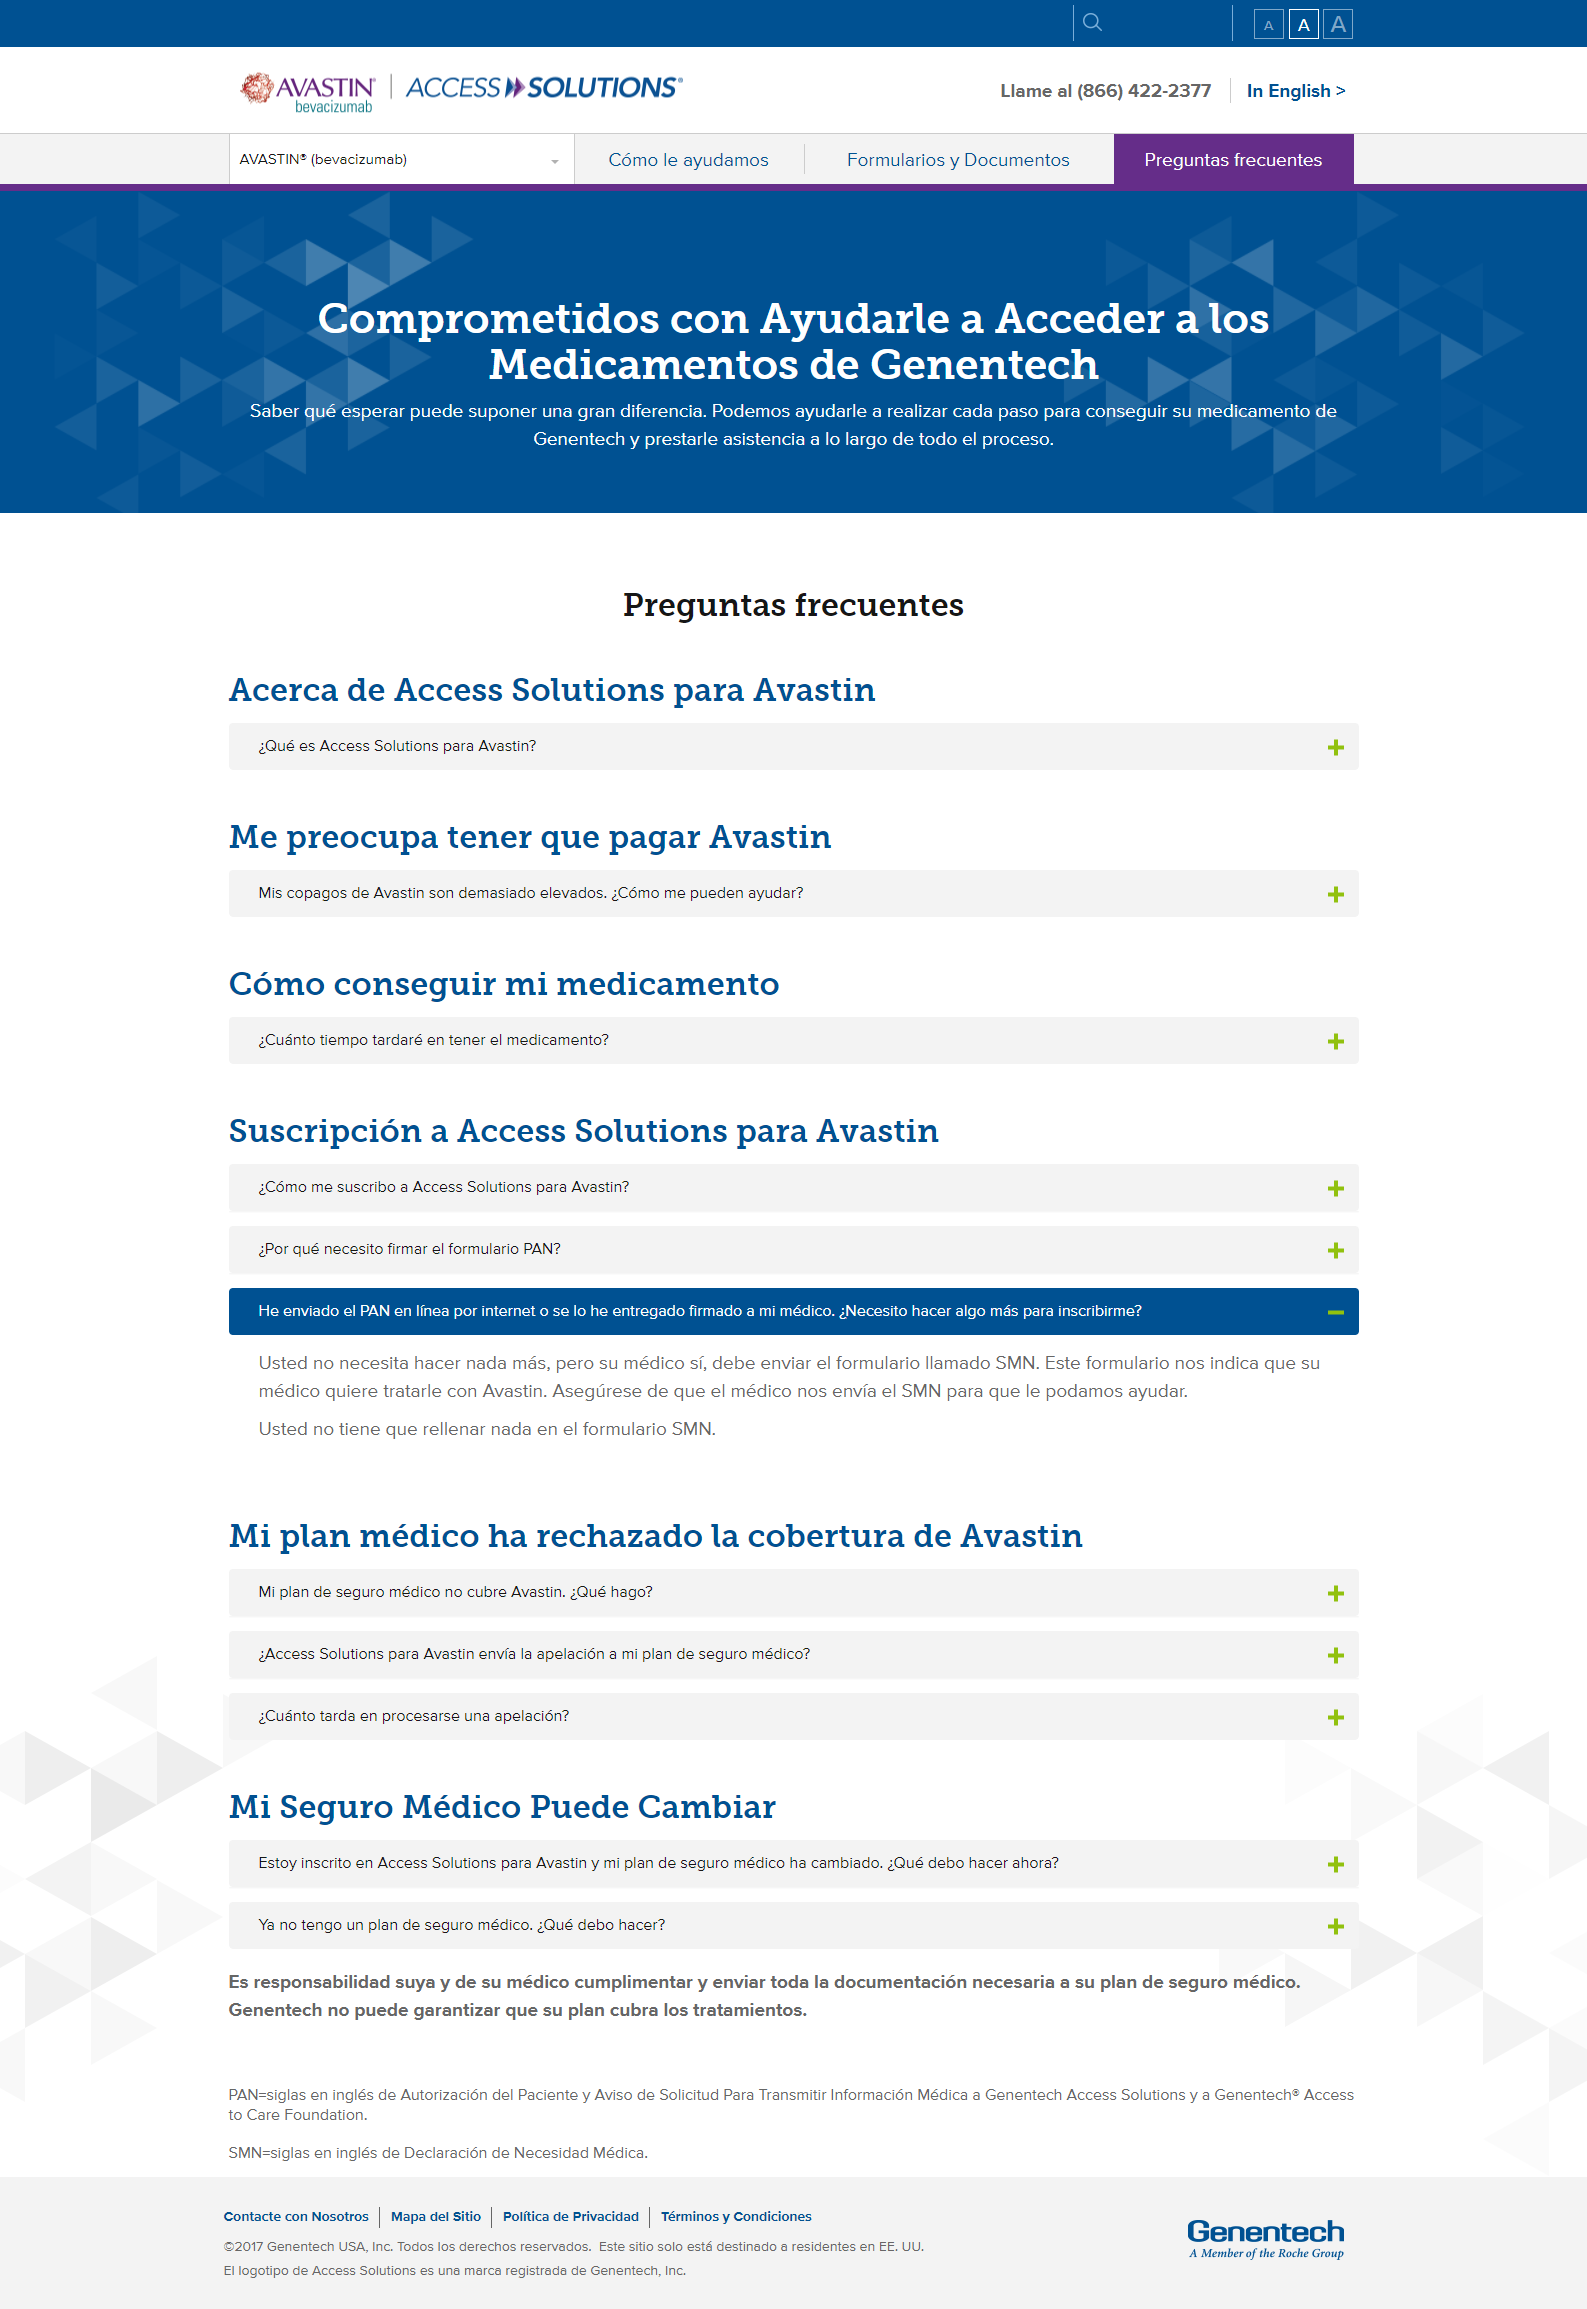 A A A
AVASTIN®
bevacizumab
ACCESS SOLUTIONS®
Llame al (866) 422-2377
In English >
AVASTIN® (bevacizumab)
Cómo le ayudamos
Formularios y Documentos
Preguntas frecuentes
Comprometidos con Ayudarle a Acceder a los
Medicamentos de Genentech
Saber qué esperar puede suponer una gran diferencia. Podemos ayudarle a realizar cada paso para conseguir su medicamento de
Genentech y prestarle asistencia a lo largo de todo el proceso.
Preguntas frecuentes
Acerca de Access Solutions para Avastin
¿Qué es Access Solutions para Avastin?
Me preocupa tener que pagar Avastin
Mis copagos de Avastin son demasiado elevados. ¿Cómo me pueden ayudar?
Cómo conseguir mi medicamento
¿Cuánto tiempo tardaré en tener el medicamento?
Suscripción a Access Solutions para Avastin
¿Cómo me suscribo a Access Solutions para Avastin?
¿Por qué necesito firmar el formulario PAN?
He enviado el PAN en línea por internet o se lo he entregado firmado a mi médico. ¿Necesito hacer algo más para inscribirme?
Usted no necesita hacer nada más, pero su médico sí, debe enviar el formulario llamado SMN. Este formulario nos indica que su
médico quiere tratarle con Avastin. Asegúrese de que el médico nos envía el SMN para que le podamos ayudar.
Usted no tiene que rellenar nada en el formulario SMN.
Mi plan médico ha rechazado la cobertura de Avastin
Mi plan de seguro médico no cubre Avastin. ¿Qué hago?
¿Access Solutions para Avastin envía la apelación a mi plan de seguro médico?
¿Cuánto tarda en procesarse una apelación?
Mi Seguro Médico Puede Cambiar
Estoy inscrito en Access Solutions para Avastin y mi plan de seguro médico ha cambiado. ¿Qué debo hacer ahora?
Ya no tengo un plan de seguro médico. ¿Qué debo hacer?
Es responsabilidad suya y de su médico cumplimentar y enviar toda la documentación necesaria a su plan de seguro médico.
Genentech no puede garantizar que su plan cubra los tratamientos.
PAN=siglas en inglés de Autorización del Paciente y Aviso de Solicitud Para Transmitir Información Médica a Genentech Access Solutions y a Genentech® Access
to Care Foundation.
SMN=siglas en inglés de Declaración de Necesidad Médica.
Contacte con Nosotros
Mapa del Sitio
Política de Privacidad
Términos y Condiciones
©2017 Genentech USA, Inc. Todos los derechos reservados. Este sitio solo está destinado a residentes en EE. UU.
El logotipo de Access Solutions es una marca registrada de Genentech, Inc.
Genentech
A Member of the Roche Group